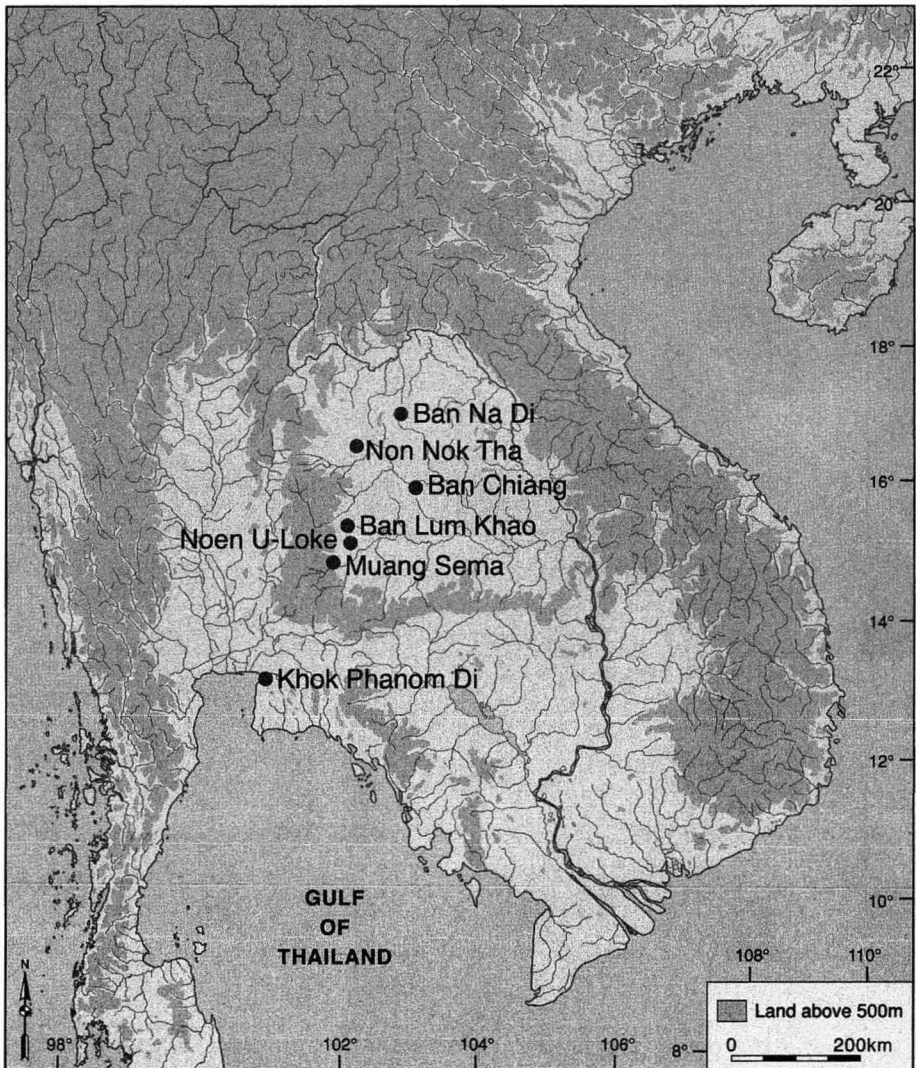 22°
20°
18°
Ban Na Di
Non Nok Tha
16°
Ban Chiang
Ban Lum Khao
Noen U-Loke
Muang Sema
14°
Khok Phanom Di
12°
GULF
OF
THAILAND
10°
108° 110°
N
Land above 500m
98° 102° 104° 106° 8°
0 200km